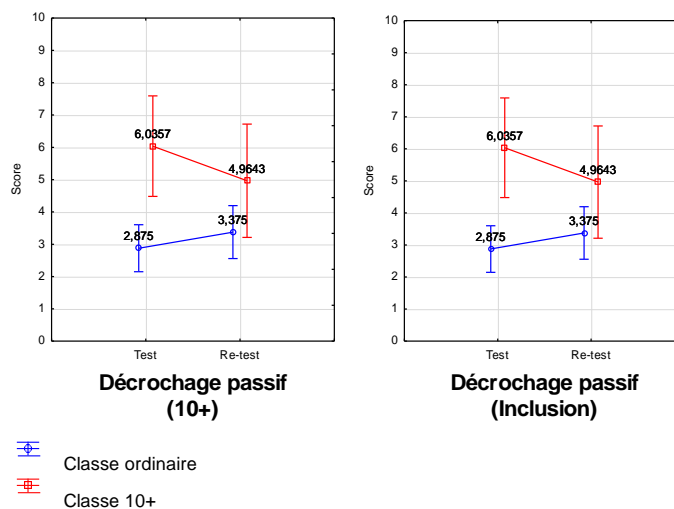 10
9
8
7
6
5
4
3
2
1
0
Score
6,0357
4,9643
2,875
3,375
Test
Re-test
Décrochage passif
(10+)
10
9
8
7
6
5
4
3
2
1
0
Score
6,0357
4,9643
2,875
3,375
Test
Re-test
Décrochage passif
(Inclusion)
Classe ordinaire
Classe 10+